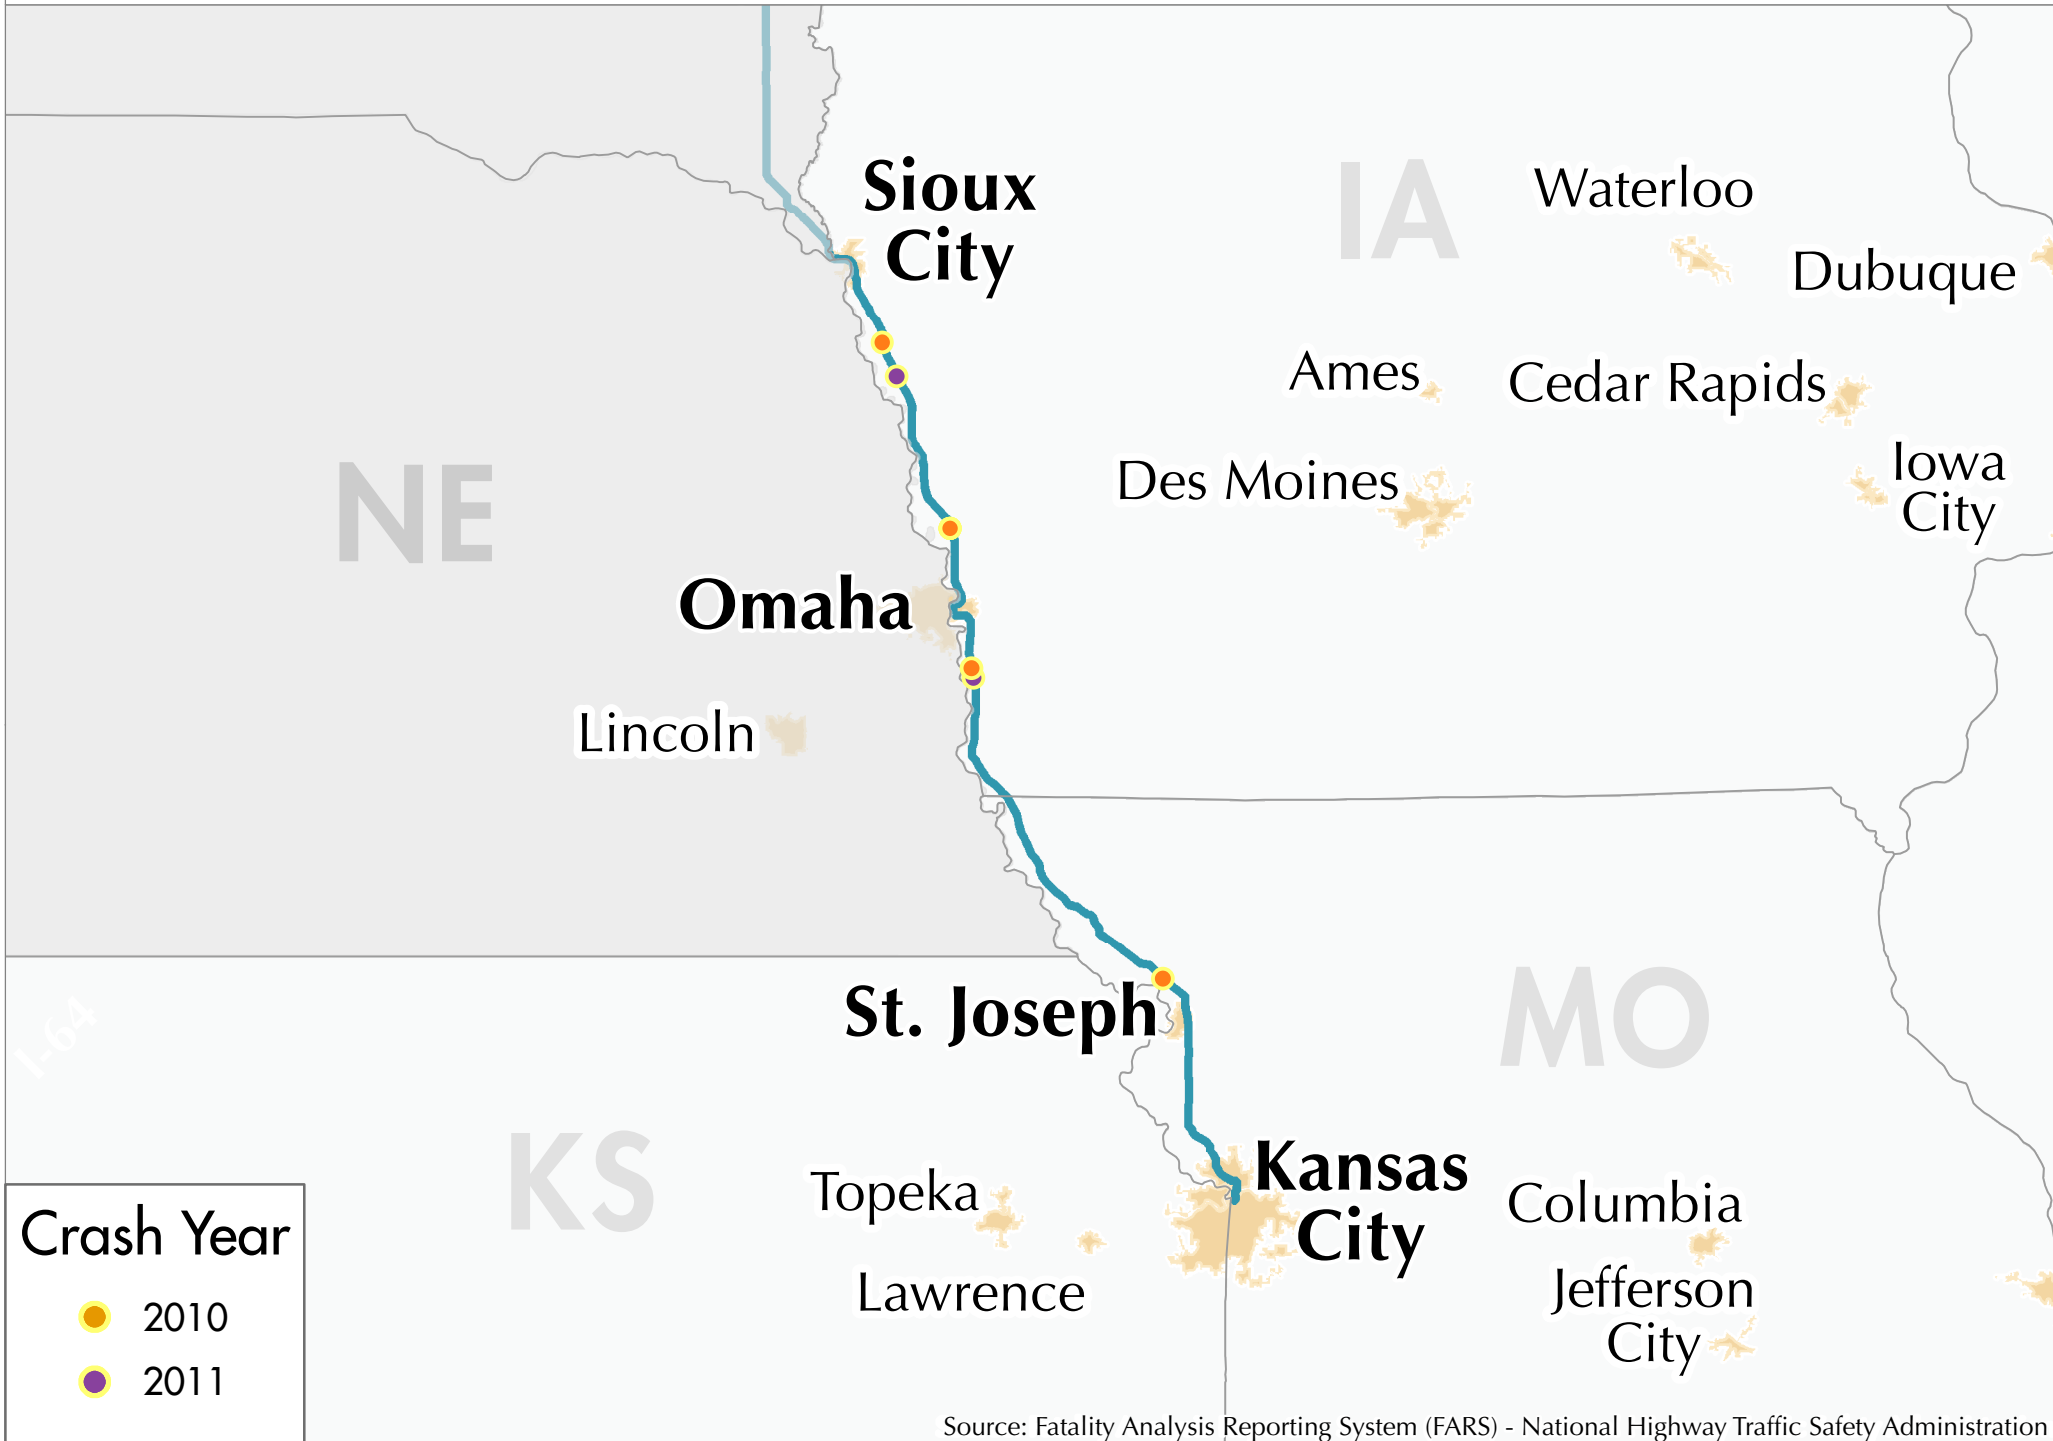 Sioux
City
IA
Waterloo
Dubuque
Ames
Cedar Rapids
NE
Des Moines
Iowa
City
Omaha
Lincoln
I-64
St. Joseph
MO
KS
Topeka
Kansas
City
Columbia
Lawrence
Jefferson
City
Crash Year
2010
2011
Source: Fatality Analysis Reporting System (FARS) - National Highway Traffic Safety Administration